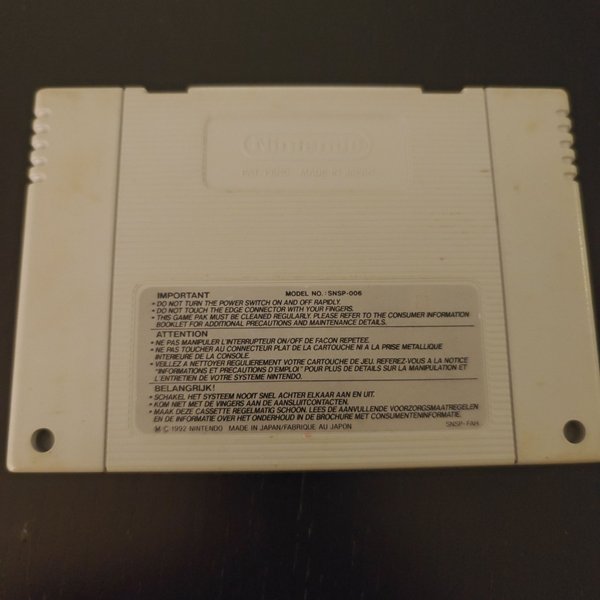 Nintendo
PAT. PEND. MADE IN JAPAN
IMPORTANT MODEL NO.: SNSP-006
• DO NOT TURN THE POWER SWITCH ON AND OFF RAPIDLY.
• DO NOT TOUCH THE EDGE CONNECTOR WITH YOUR FINGERS.
• THIS GAME PAK MUST BE CLEANED REGULARLY. PLEASE REFER TO THE CONSUMER INFORMATION
BOOKLET FOR ADDITIONAL PRECAUTIONS AND MAINTENANCE DETAILS.
ATTENTION
• NE PAS MANIPULER L'INTERRUPTEUR ON/OFF DE FACON REPETEE.
• NE PAS TOUCHER AU CONNECTEUR PLAT DE LA CARTOUCHE NI A LA PRISE METALLIQUE
INTERIEURE DE LA CONSOLE.
• VEILLEZ A NETTOYER REGULIEREMENT VOTRE CARTOUCHE DE JEU. REFEREZ-VOUS A LA NOTICE
"INFORMATIONS ET PRECAUTIONS D'EMPLOI" POUR PLUS DE DETAILS SUR LA MANIPULATION ET
L'ENTRETIEN DE VOTRE SYSTEME NINTENDO.
BELANGRIJK!
• SCHAKEL HET SYSTEEM NOOIT SNEL ACHTER ELKAAR AAN EN UIT.
• KOM NIET MET DE VINGERS AAN DE AANSLUITCONTACTEN.
• MAAK DEZE CASSETTE REGELMATIG SCHOON. LEES DE AANVULLENDE VOORZORGSMAATREGELEN
EN DE INFORMATIE OVER HET ONDERHOUD IN DE BROCHURE MET CONSUMENTENINFORMATIE.
Ⓜ © 1992 NINTENDO MADE IN JAPAN/FABRIQUE AU JAPON SNSP-FAH